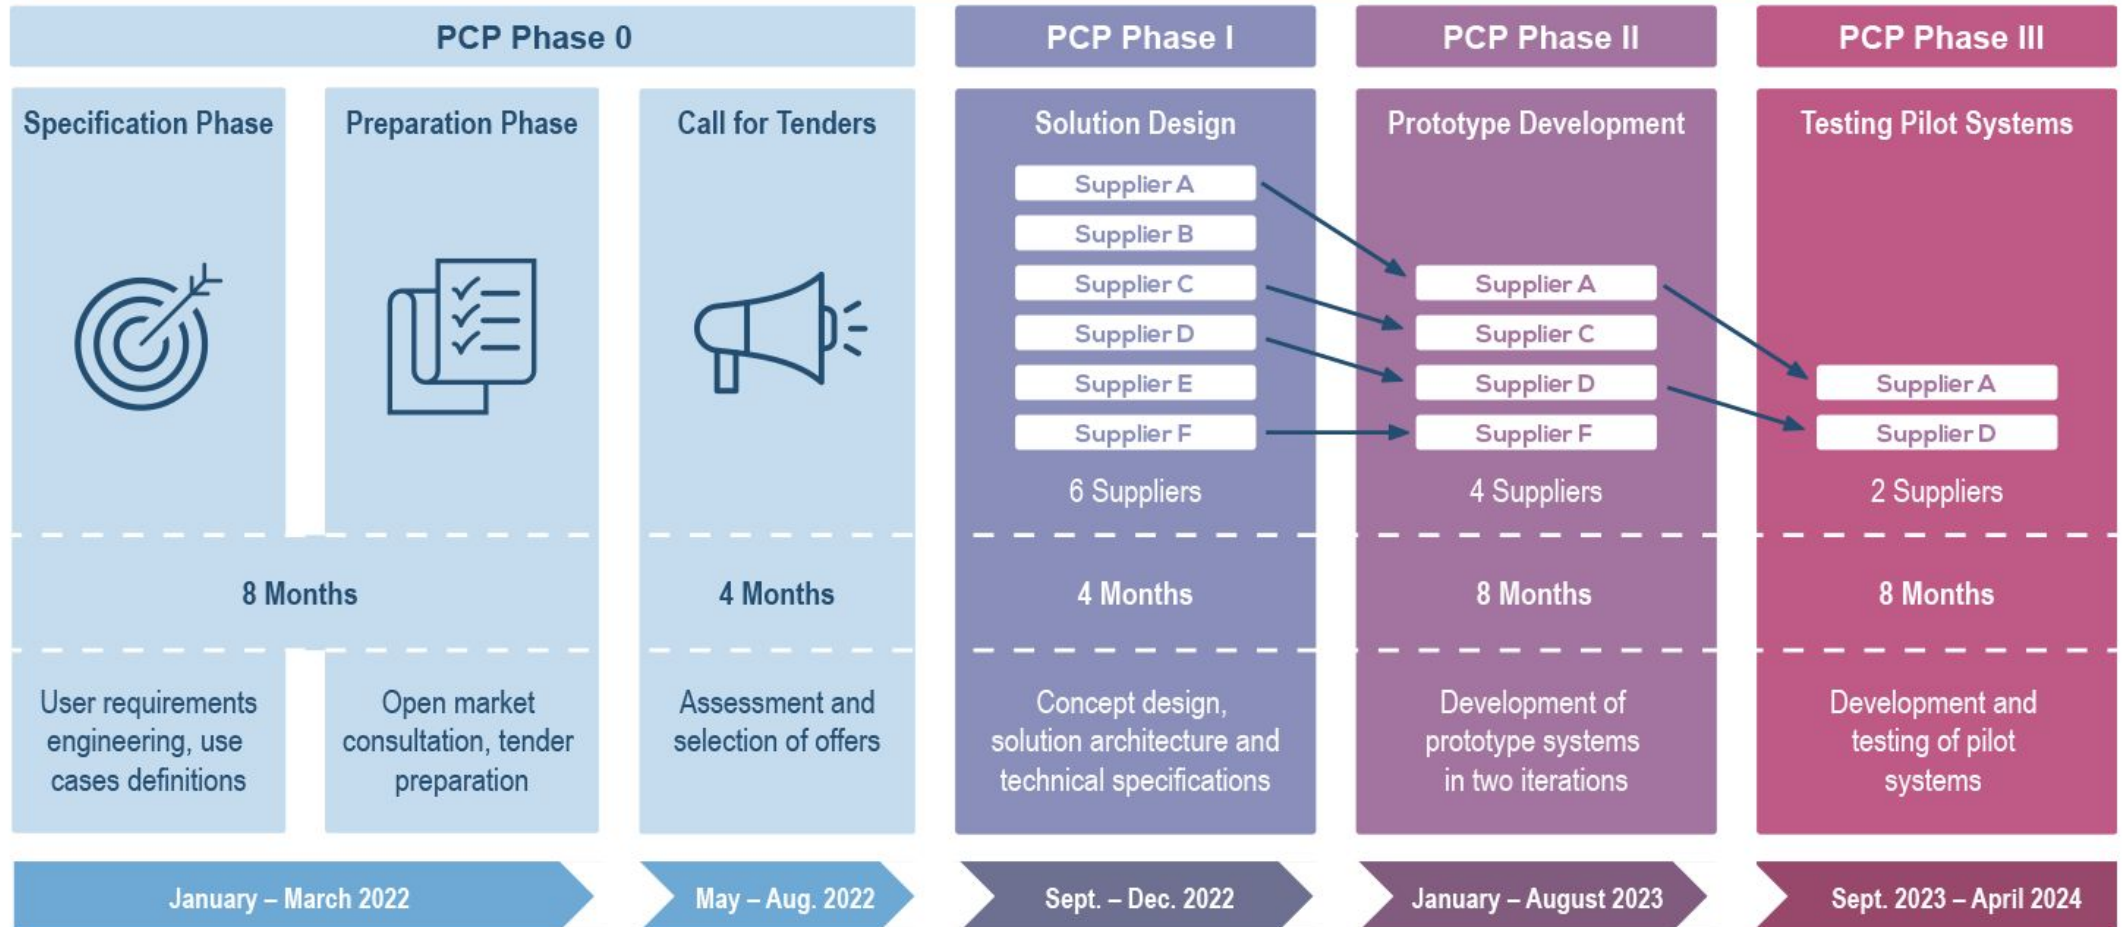 PCP Phase 0
Specification Phase
Preparation Phase
Call for Tenders
8 Months
4 Months
User requirements
engineering, use
cases definitions
Open market
consultation, tender
preparation
Assessment and
selection of offers
January – March 2022
May – Aug. 2022
PCP Phase I
Solution Design
Supplier A
Supplier B
Supplier C
Supplier D
Supplier E
Supplier F
6 Suppliers
4 Months
Concept design,
solution architecture and
technical specifications
Sept. – Dec. 2022
PCP Phase II
Prototype Development
Supplier A
Supplier C
Supplier D
Supplier F
4 Suppliers
8 Months
Development of
prototype systems
in two iterations
January – August 2023
PCP Phase III
Testing Pilot Systems
Supplier A
Supplier D
2 Suppliers
8 Months
Development and
testing of pilot
systems
Sept. 2023 – April 2024